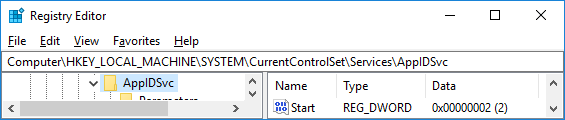 Registry Editor
File Edit View Favorites Help
Computer\HKEY_LOCAL_MACHINE\SYSTEM\CurrentControlSet\Services\AppIDSvc
AppIDSvc
Parameters
Name Type Data
Start REG_DWORD 0x00000002 (2)